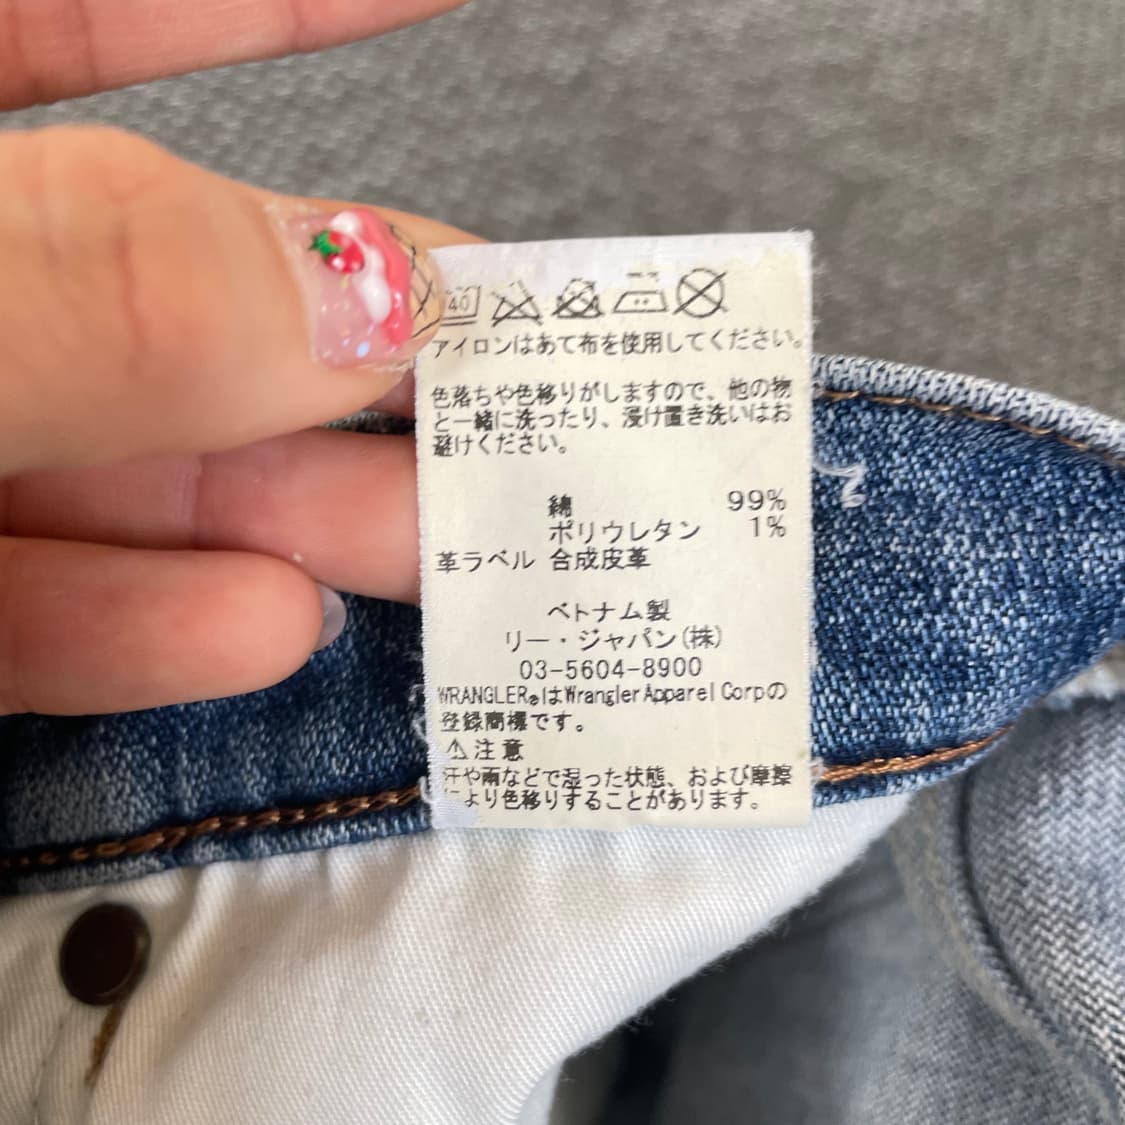 40
アイロンはあて布を使用してください。
色落ちや色移りがしますので、他の物
と一緒に洗ったり、浸け置き洗いはお
避けください。
綿 99%
ポリウレタン 1%
革ラベル 合成皮革
ベトナム製
リー・ジャパン(株)
03-5604-8900
WRANGLER®はWrangler Apparel Corpの
登録商標です。
⚠注意
汗や雨などで湿った状態、および摩擦
により色移りすることがあります。